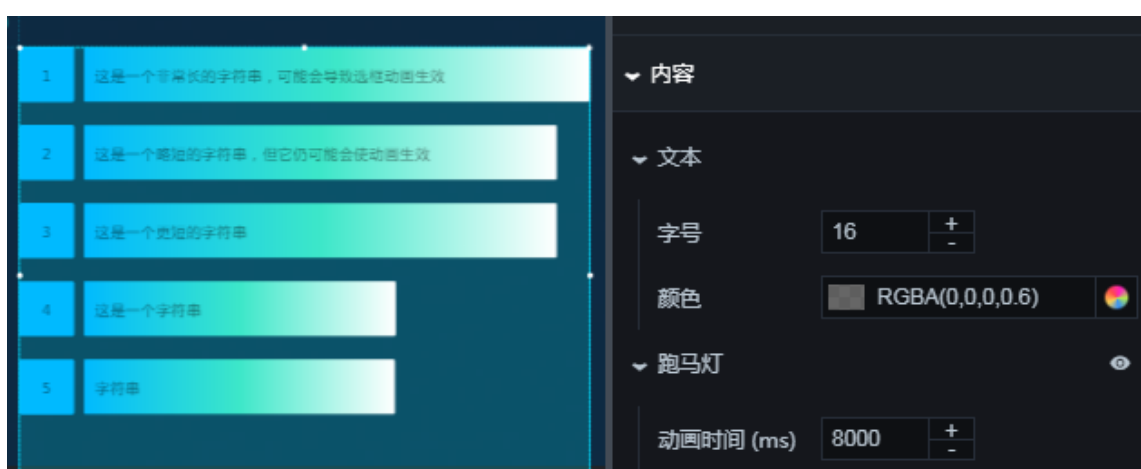 1 这是一个非常长的字符串，可能会导致选框动画生效
2 这是一个略短的字符串，但它仍可能会使动画生效
3 这是一个更短的字符串
4 这是一个字符串
5 字符串
内容
文本
字号 16 + -
颜色 RGBA(0,0,0,0.6)
跑马灯
动画时间 (ms) 8000 + -